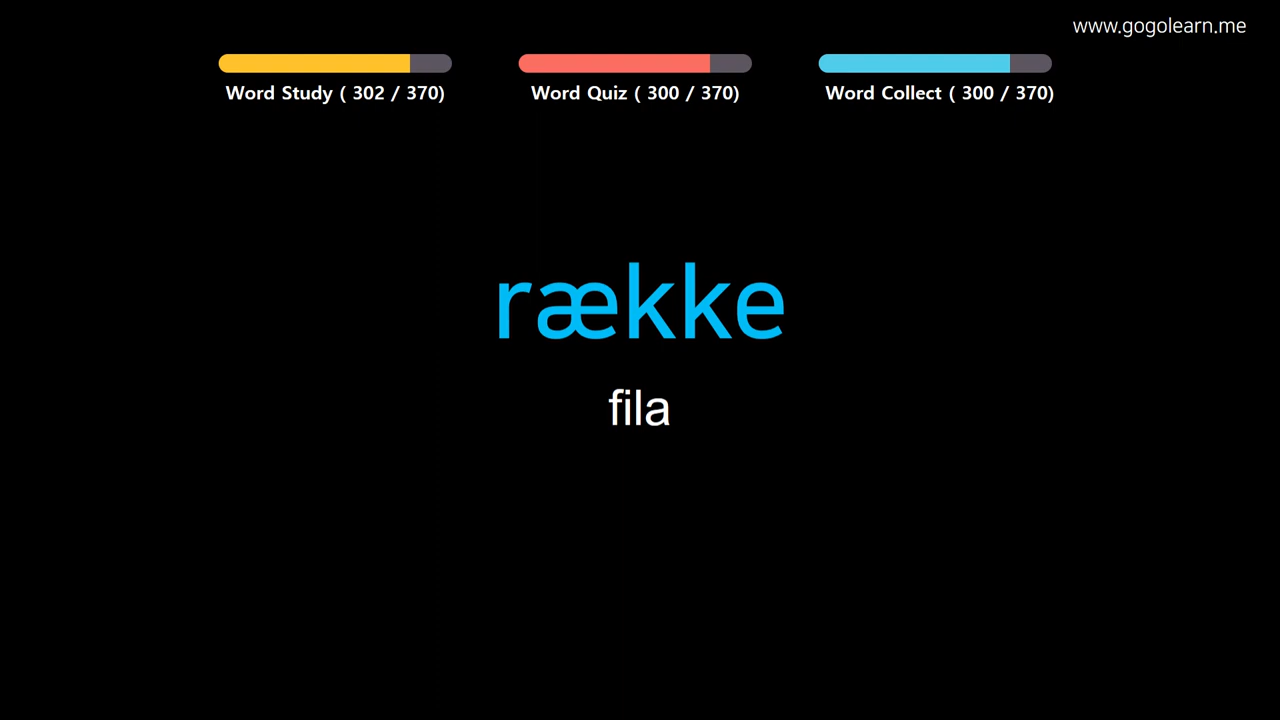 www.gogolearn.me
Word Study ( 302 / 370)
Word Quiz ( 300 / 370)
Word Collect ( 300 / 370)
række
fila